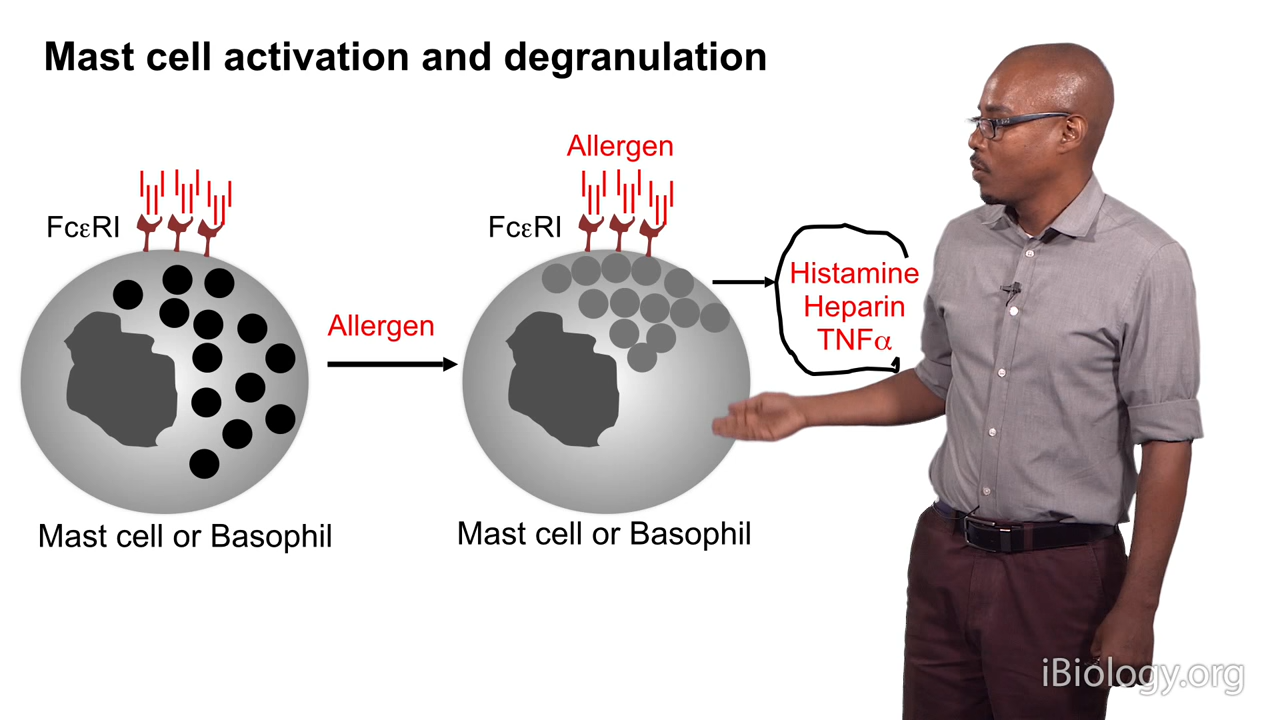 Mast cell activation and degranulation
Allergen
FcεRI
FcεRI
Histamine
Heparin
TNFα
Allergen
Mast cell or Basophil
Mast cell or Basophil
iBiology.org